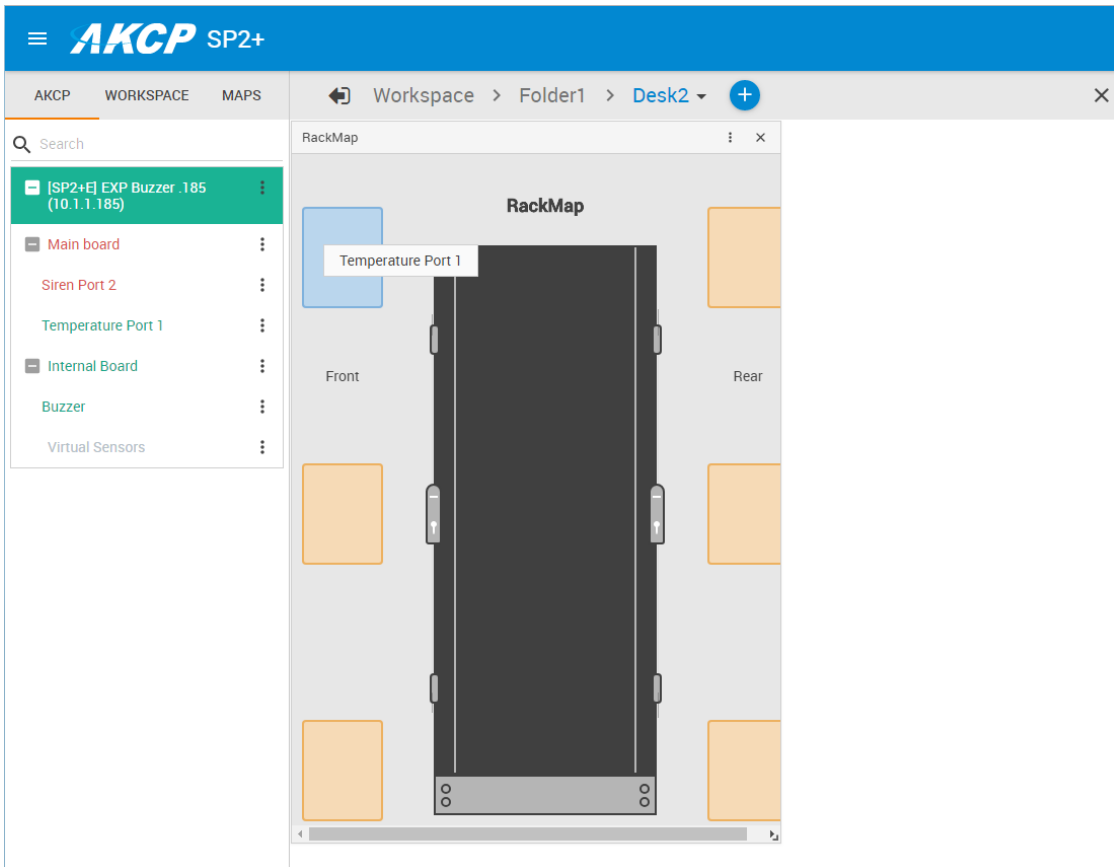 AKCP SP2+
AKCP WORKSPACE MAPS
Workspace > Folder1 > Desk2
Search
RackMap
[SP2+E] EXP Buzzer .185
(10.1.1.185)
Main board
Siren Port 2
Temperature Port 1
Internal Board
Buzzer
Virtual Sensors
RackMap
Temperature Port 1
Front
Rear